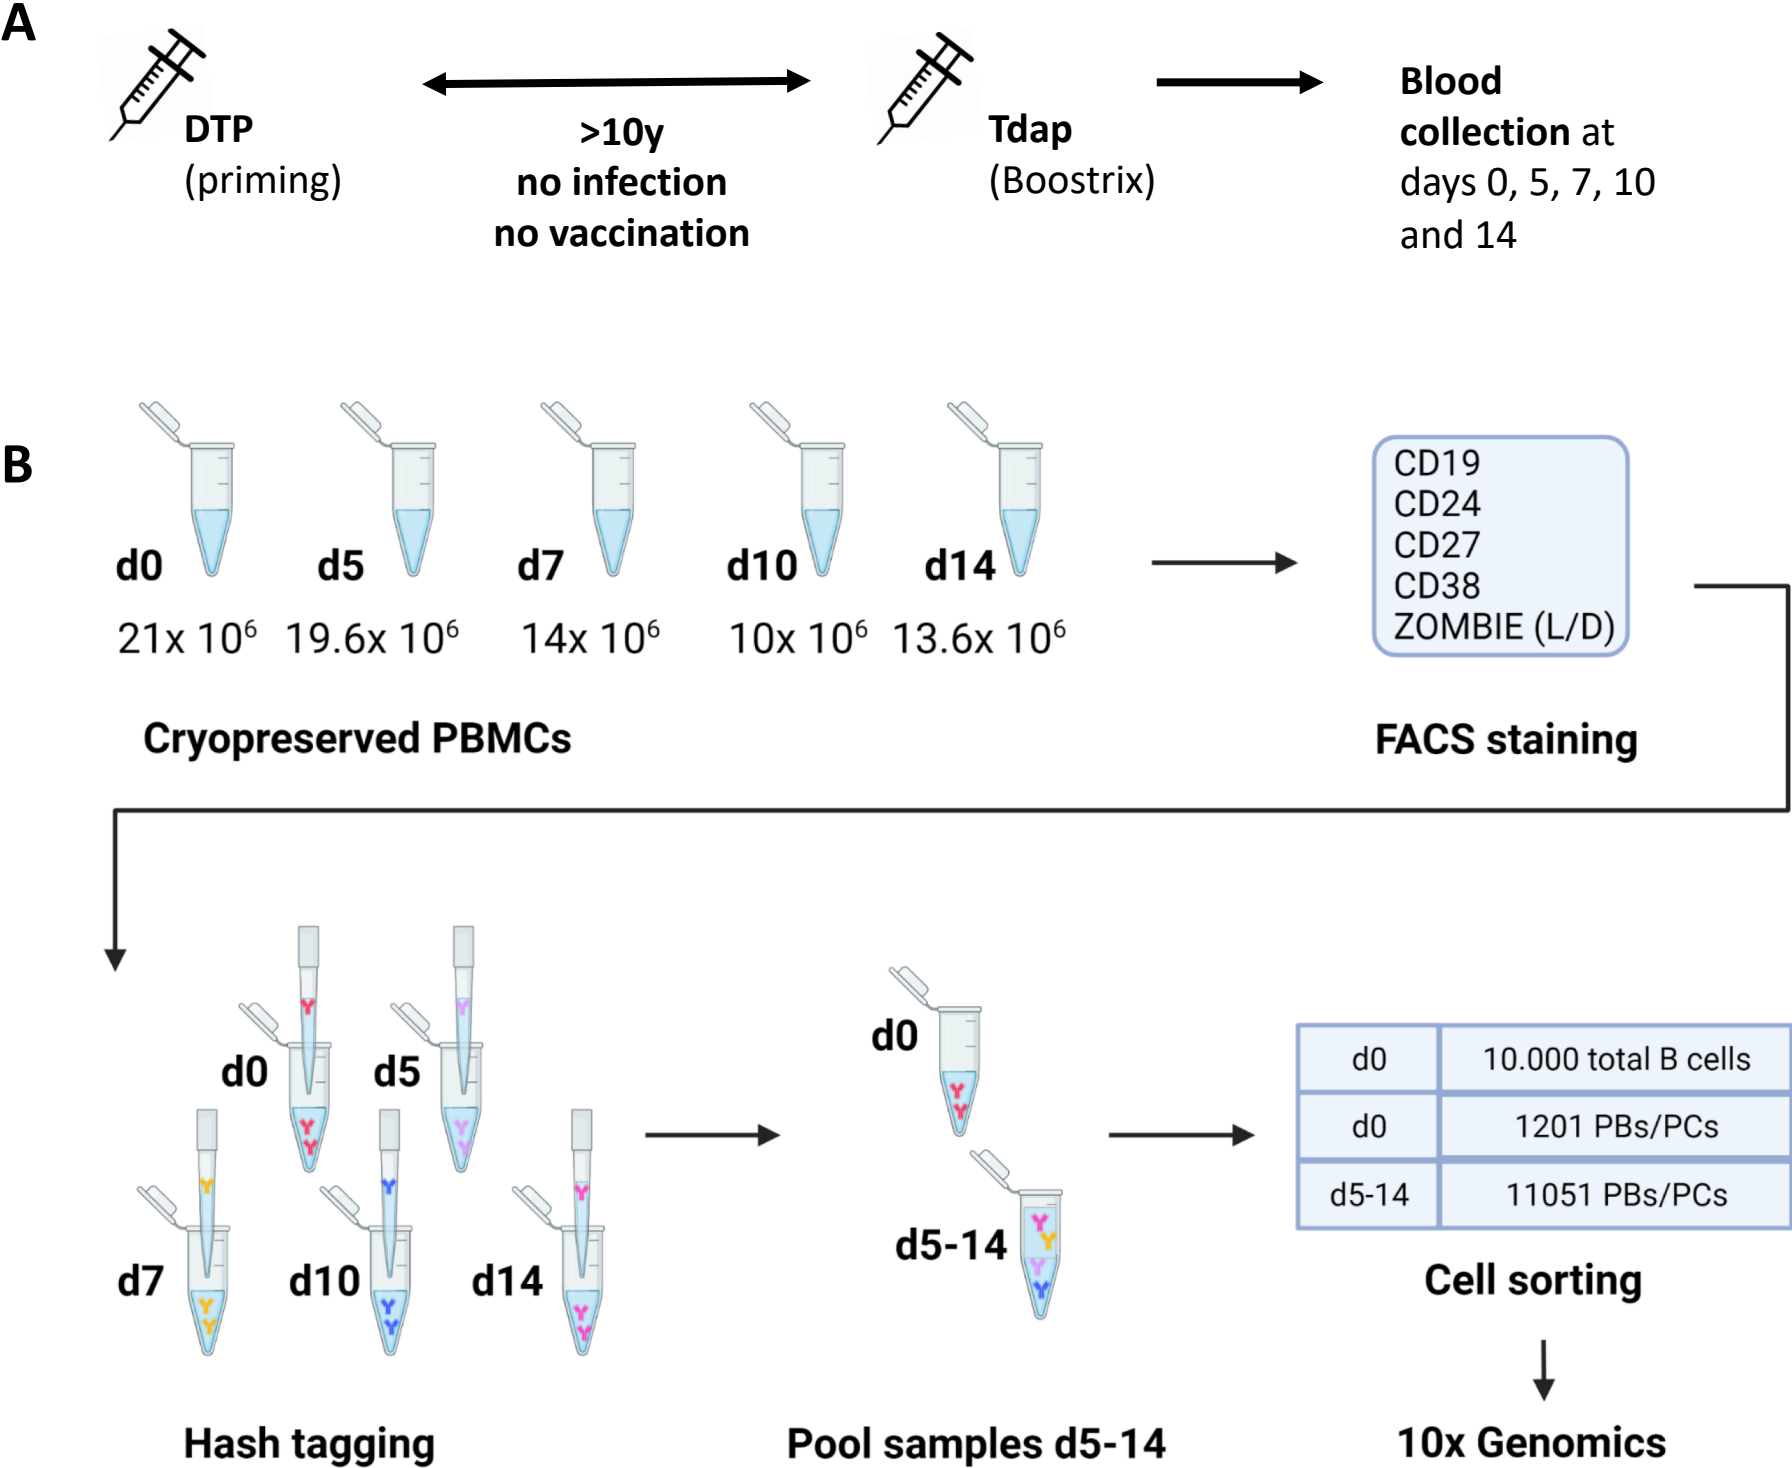 A
DTP
(priming)
>10y
no infection
no vaccination
Tdap
(Boostrix)
Blood
collection at
days 0, 5, 7, 10
and 14
B
d0
d5
d7
d10
d14
21x 10⁶
19.6x 10⁶
14x 10⁶
10x 10⁶
13.6x 10⁶
Cryopreserved PBMCs
CD19
CD24
CD27
CD38
ZOMBIE (L/D)
FACS staining
d0
d5
d7
d10
d14
Hash tagging
d0
d5-14
Pool samples d5-14
d0 10.000 total B cells
d0 1201 PBs/PCs
d5-14 11051 PBs/PCs
Cell sorting
10x Genomics